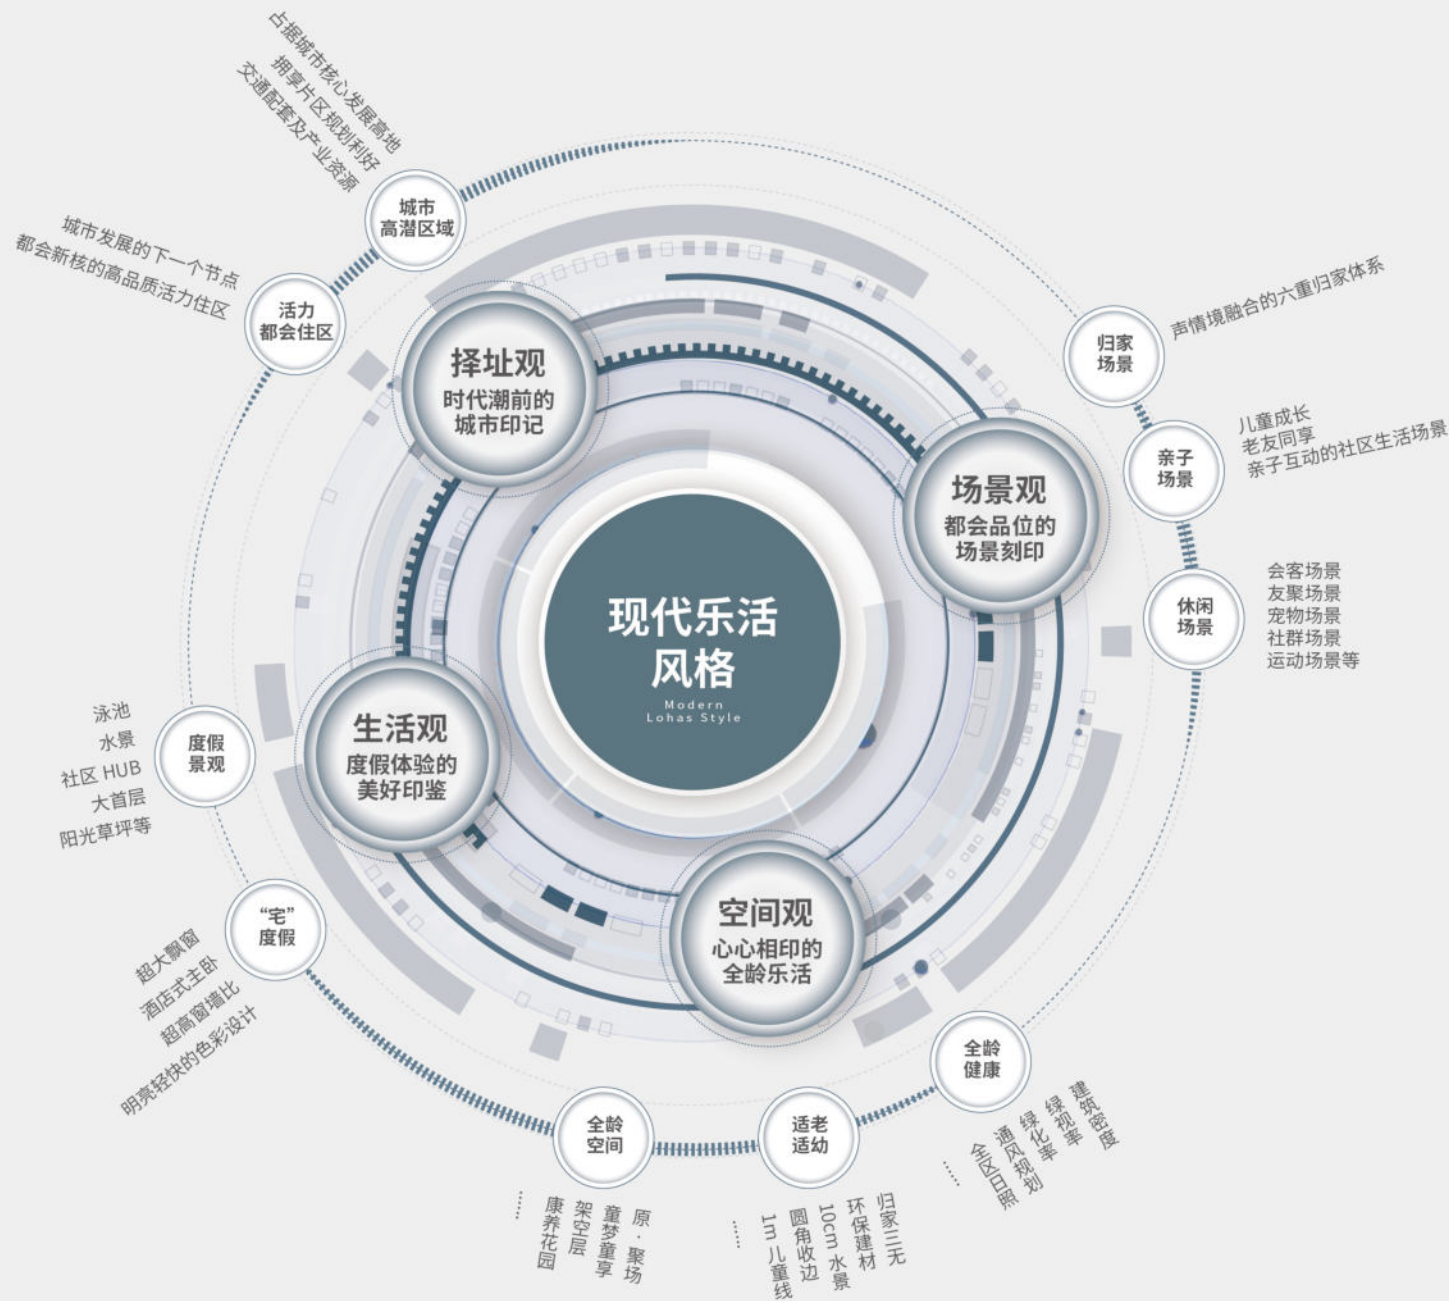 现代乐活
风格
Modern
Lohas Style
择址观
时代潮前的
城市印记
城市
高潜区域
占据城市核心发展高地
拥享片区规划利好
交通配套及产业资源
活力
都会住区
城市发展的下一个节点
都会新核的高品质活力住区
场景观
都会品位的
场景刻印
归家
场景
声情境融合的六重归家体系
亲子
场景
儿童成长
老友同享
亲子互动的社区生活场景
休闲
场景
会客场景
友聚场景
宠物场景
社群场景
运动场景等
空间观
心心相印的
全龄乐活
全龄
健康
建筑密度
绿视率
绿化率
通风规划
全区日照
……
适老
适幼
归家三无
环保建材
10cm 水景
圆角收边
1m 儿童线
……
全龄
空间
原·聚场
童梦童享
架空层
康养花园
……
生活观
度假体验的
美好印鉴
度假
景观
泳池
水景
社区 HUB
大首层
阳光草坪等
“宅”
度假
超大飘窗
酒店式主卧
超高窗墙比
明亮轻快的色彩设计